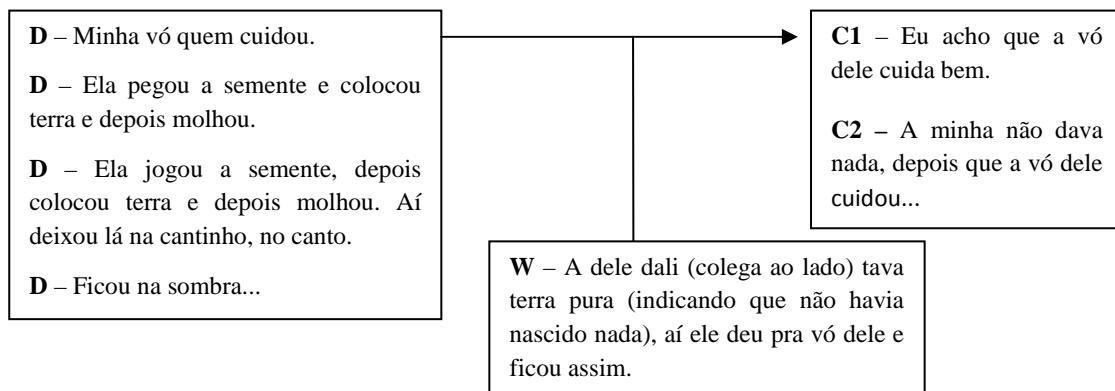 D – Minha vó quem cuidou.
D – Ela pegou a semente e colocou
terra e depois molhou.
D – Ela jogou a semente, depois
colocou terra e depois molhou. Aí
deixou lá na cantinho, no canto.
D – Ficou na sombra...
C1 – Eu acho que a vó
dele cuida bem.
C2 – A minha não dava
nada, depois que a vó dele
cuidou...
W – A dele dali (colega ao lado) tava
terra pura (indicando que não havia
nascido nada), aí ele deu pra vó dele e
ficou assim.